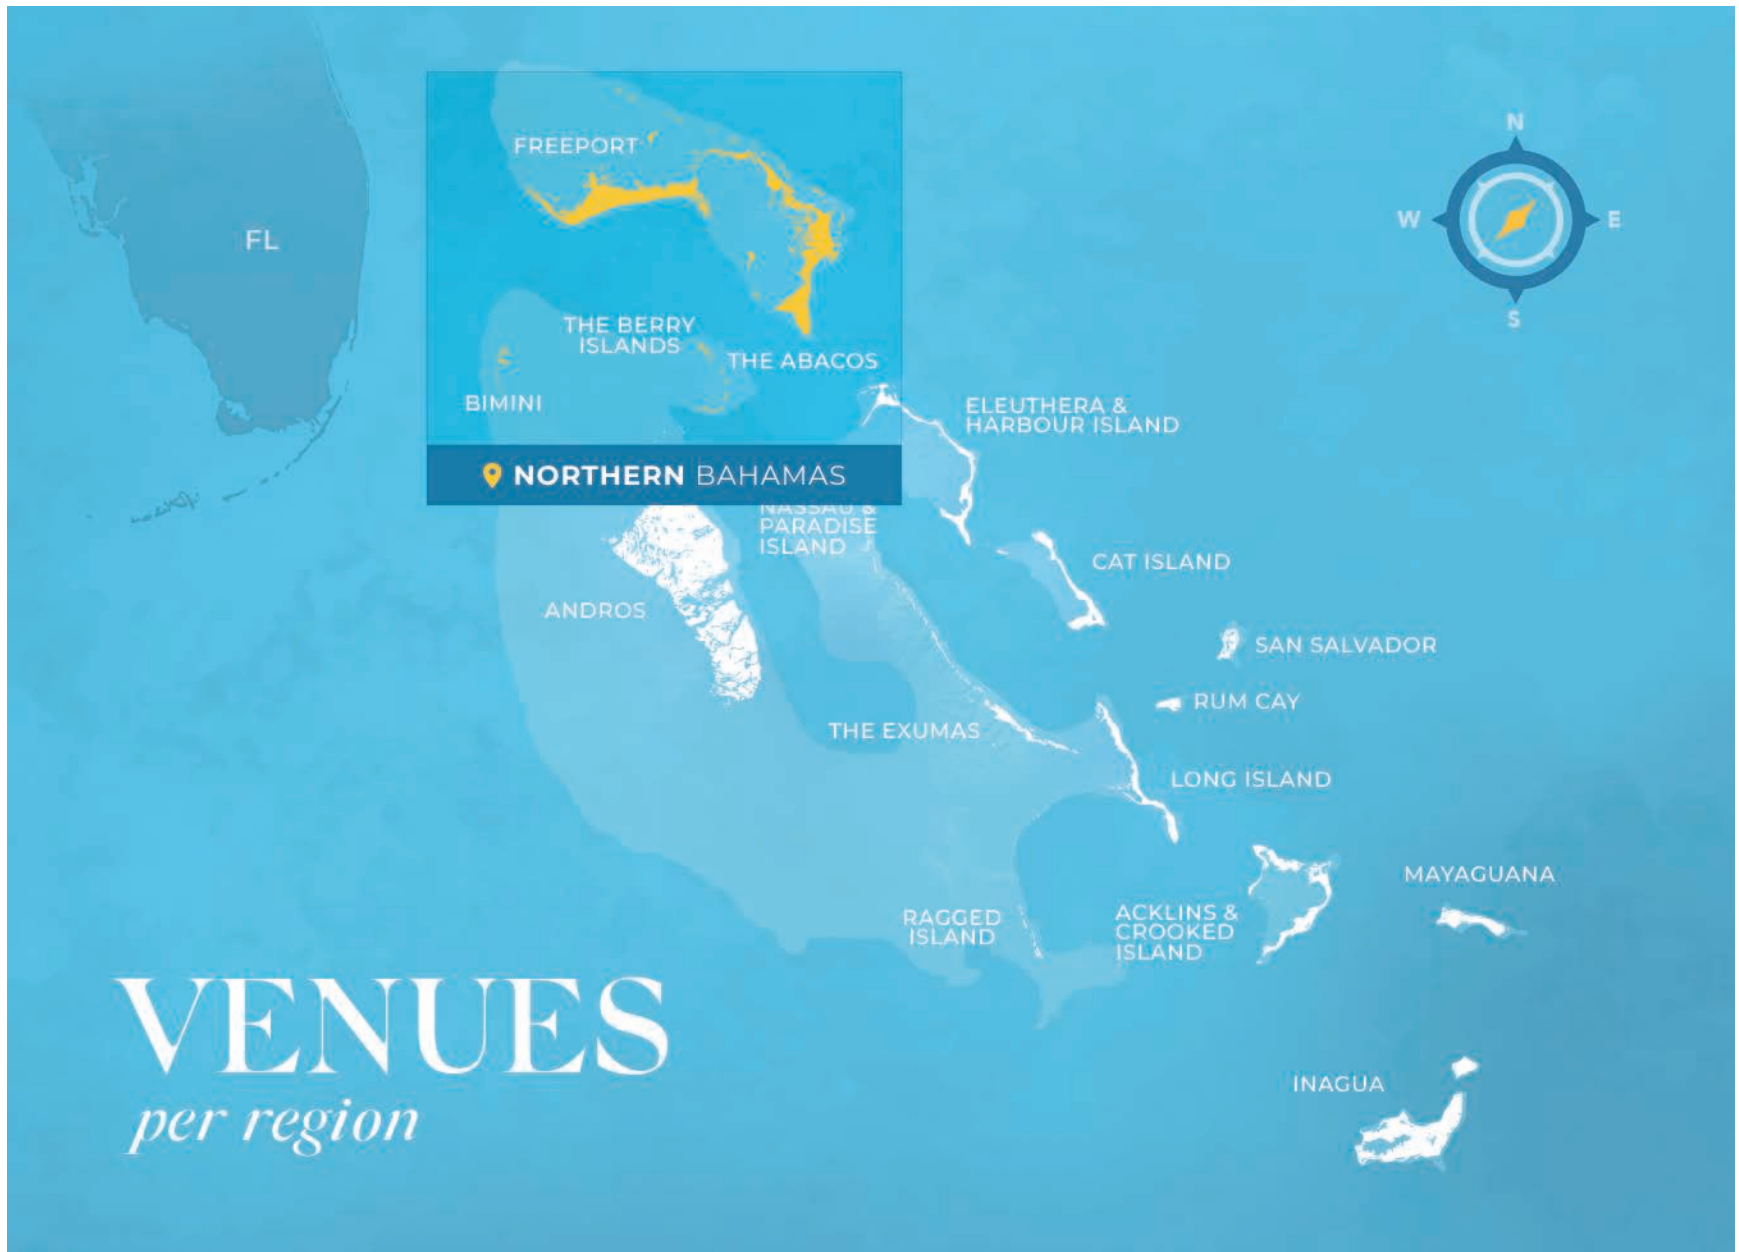 N
W
E
S
FL
FREEPORT
THE BERRY
ISLANDS
THE ABACOS
BIMINI
NORTHERN BAHAMAS
ELEUTHERA &
HARBOUR ISLAND
NASSAU &
PARADISE
ISLAND
CAT ISLAND
ANDROS
SAN SALVADOR
RUM CAY
THE EXUMAS
LONG ISLAND
MAYAGUANA
RAGGED
ISLAND
ACKLINS &
CROOKED
ISLAND
INAGUA
VENUES
per region